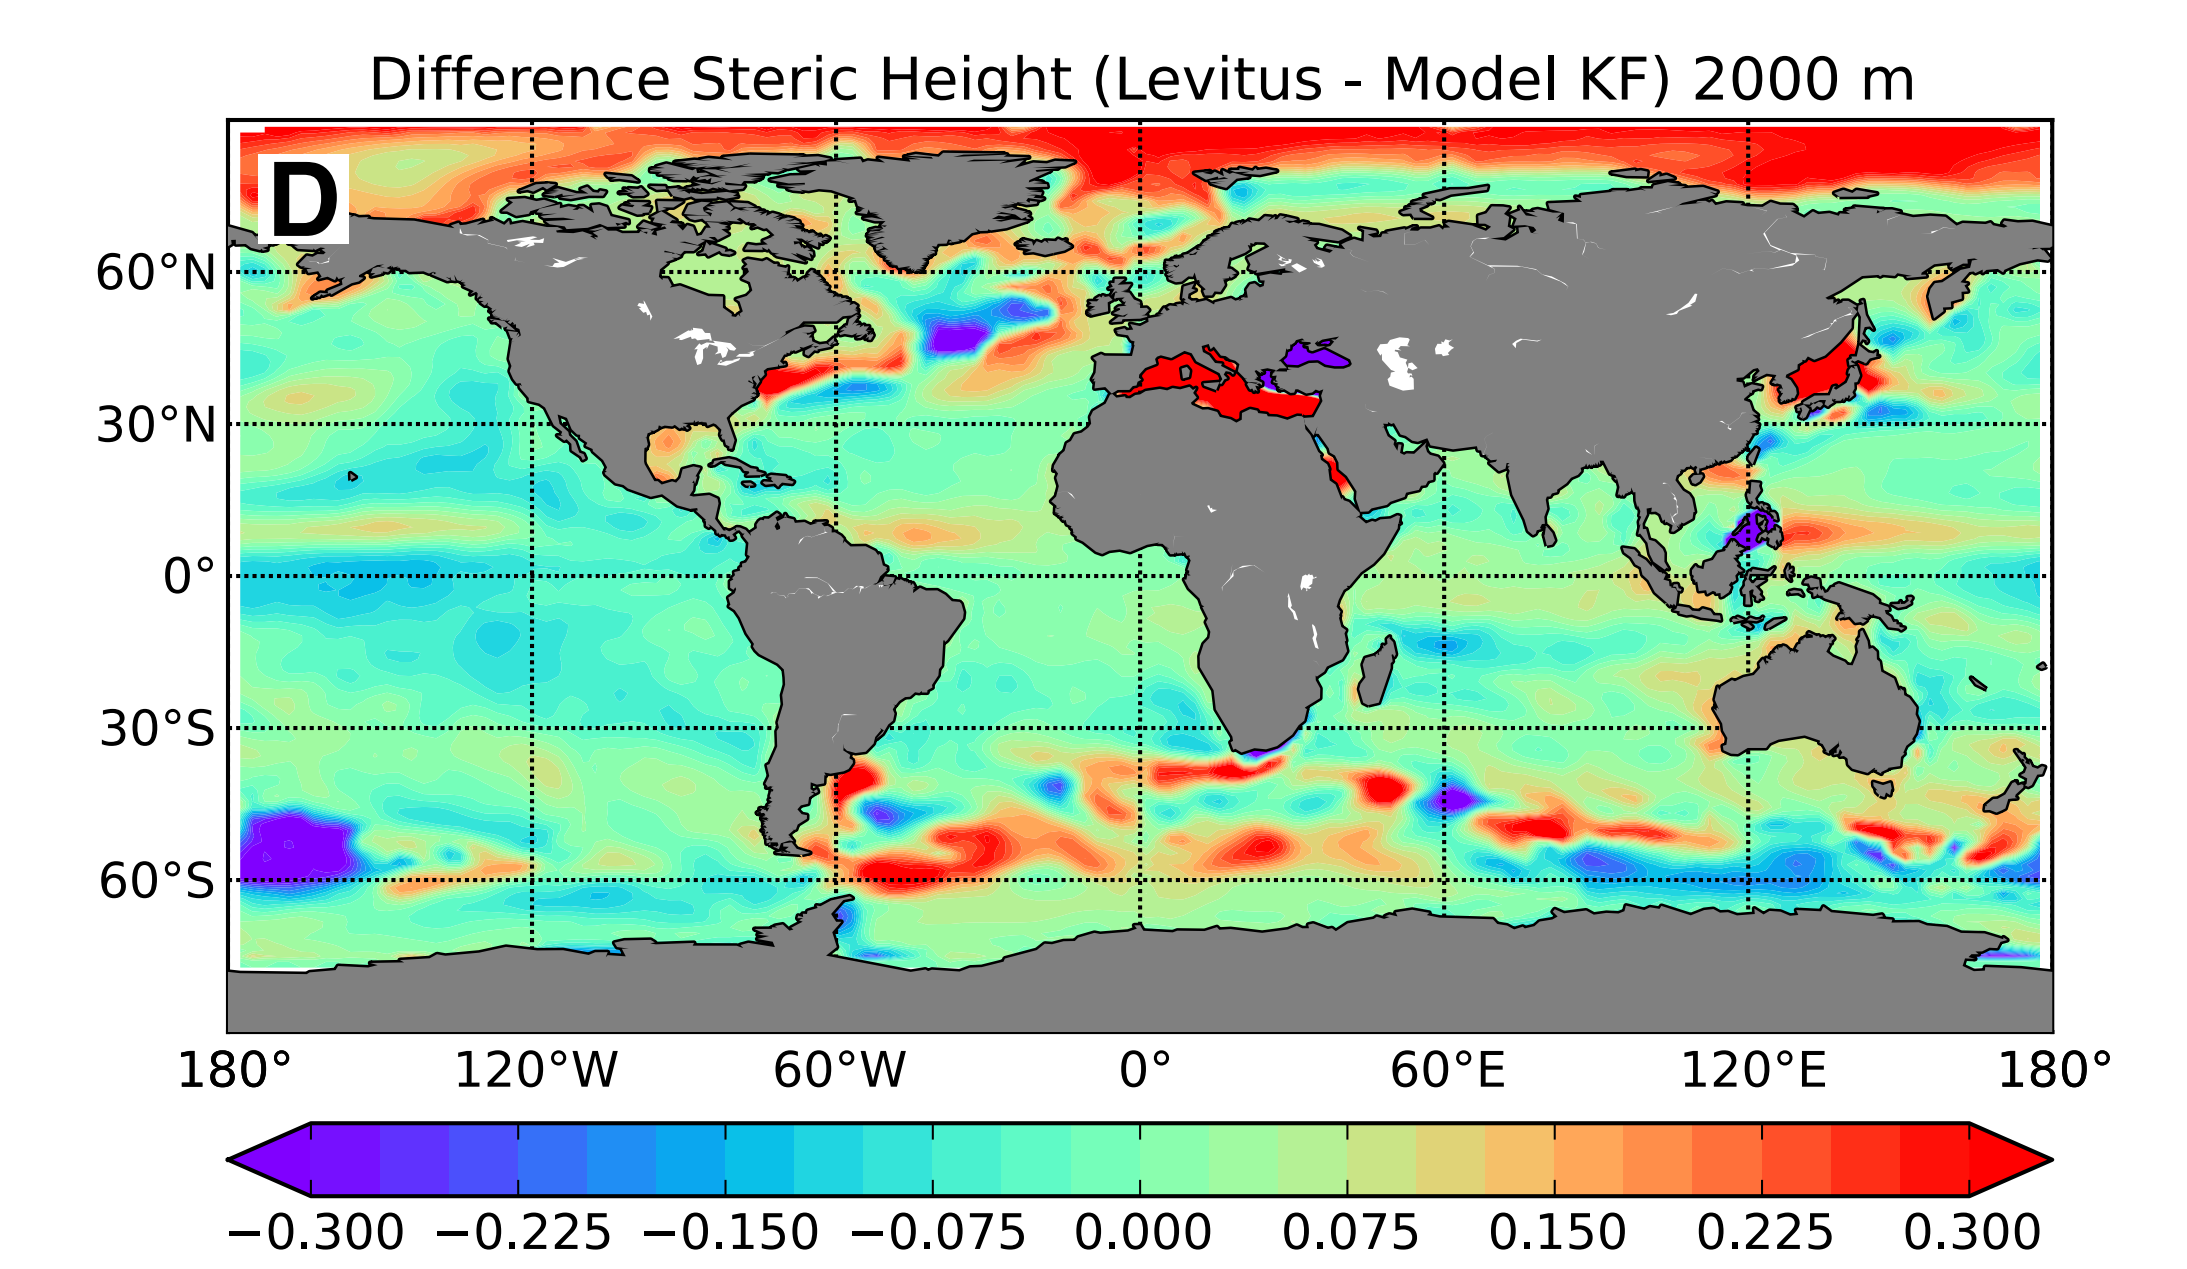 Difference Steric Height (Levitus - Model KF) 2000 m
D
60°N
30°N
0°
30°S
60°S
180° 120°W 60°W 0° 60°E 120°E 180°
−0.300 −0.225 −0.150 −0.075 0.000 0.075 0.150 0.225 0.300